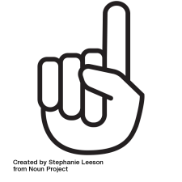 Created by Stephanie Leeson
from Noun Project